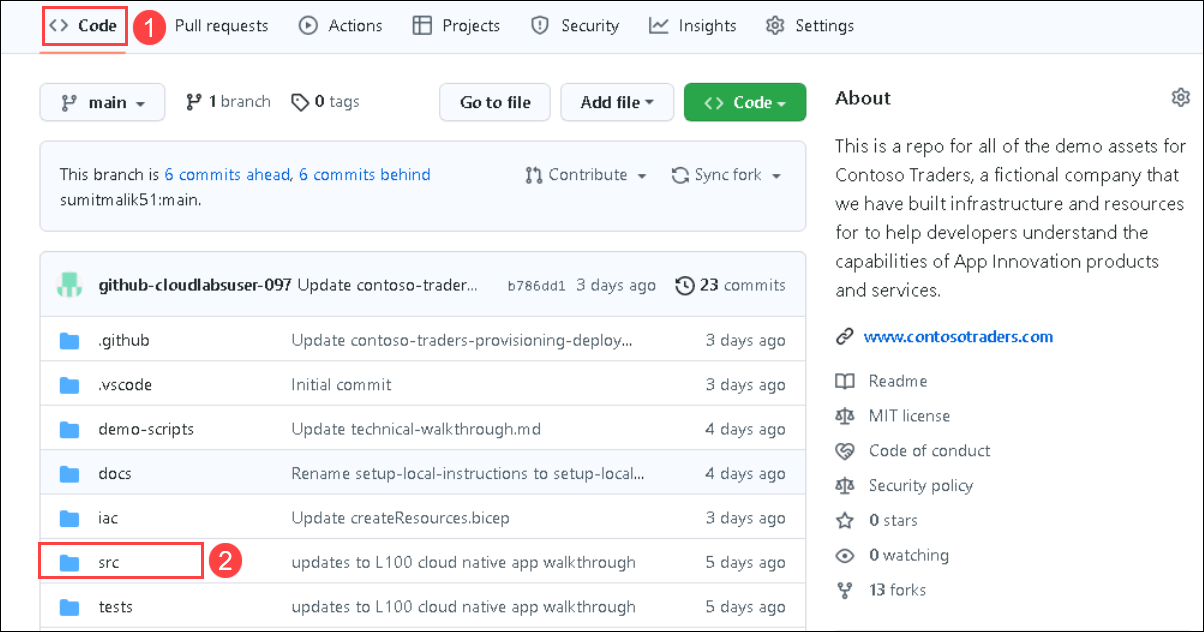 Code 1 Pull requests Actions Projects Security Insights Settings
main 1 branch 0 tags Go to file Add file Code
This branch is 6 commits ahead, 6 commits behind
sumitmalik51:main.
Contribute Sync fork
github-cloudlabsuser-097 Update contoso-trader... b786dd1 3 days ago 23 commits
.github Update contoso-traders-provisioning-deploy... 3 days ago
.vscode Initial commit 3 days ago
demo-scripts Update technical-walkthrough.md 4 days ago
docs Rename setup-local-instructions to setup-local... 4 days ago
iac Update createResources.bicep 3 days ago
src 2 updates to L100 cloud native app walkthrough 5 days ago
tests updates to L100 cloud native app walkthrough 5 days ago
About
This is a repo for all of the demo assets for
Contoso Traders, a fictional company that
we have built infrastructure and resources
for to help developers understand the
capabilities of App Innovation products
and services.
www.contosotraders.com
Readme
MIT license
Code of conduct
Security policy
0 stars
0 watching
13 forks